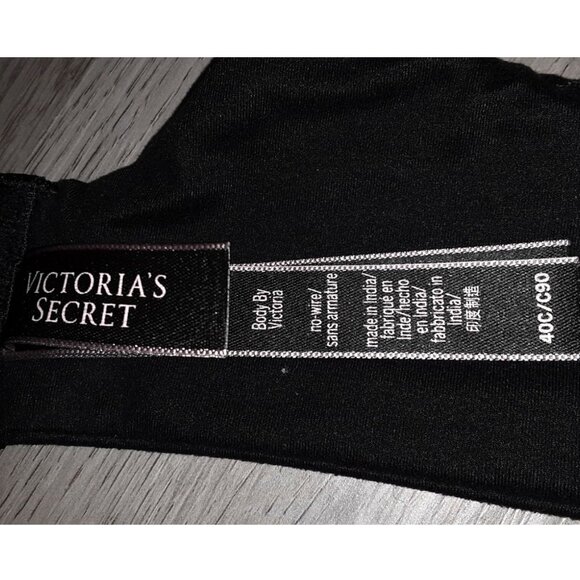 VICTORIA'S
SECRET
Body By
Victoria
no-wire/
sans armature
made in India/
fabriqué en
Inde/hecho
en India/
fabbricato in
India/
印度制造
40C/C90